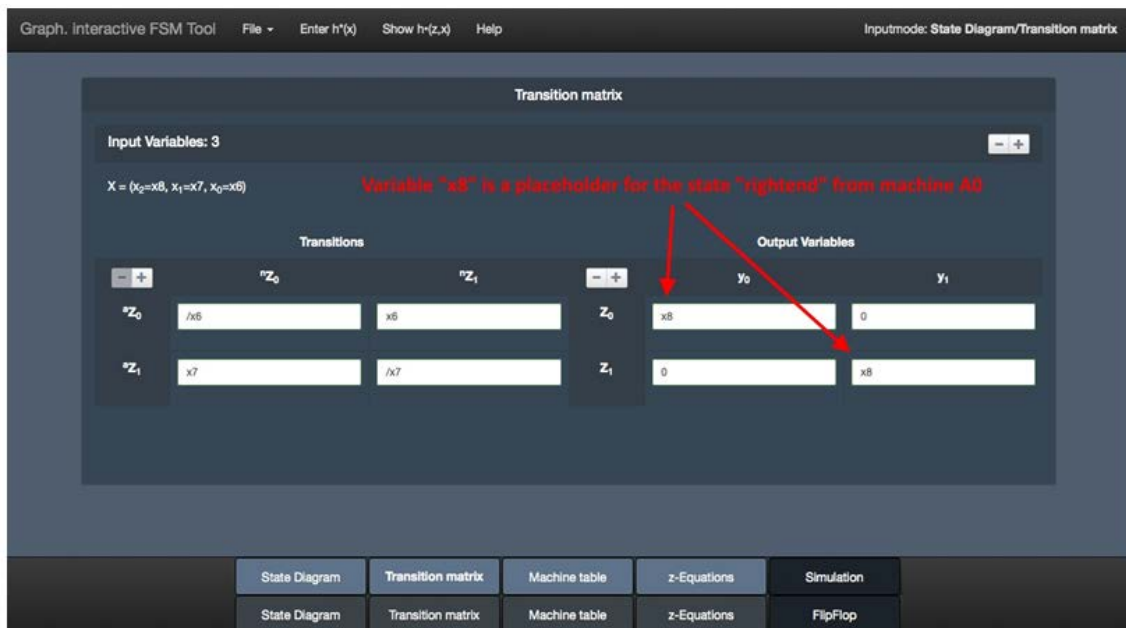 Graph. interactive FSM Tool File Enter h*(x) Show h*(z,x) Help Inputmode: State Diagram/Transition matrix
Transition matrix
Input Variables: 3 - +
X = (x₂=x8, x₁=x7, x₀=x6) Variable "x8" is a placeholder for the state "rightend" from machine A0
Transitions Output Variables
- + ⁿZ₀ ⁿZ₁ - + y₀ y₁
ᵃZ₀ /x6 x6 Z₀ x8 0
ᵃZ₁ x7 /x7 Z₁ 0 x8
State Diagram Transition matrix Machine table z-Equations Simulation
State Diagram Transition matrix Machine table z-Equations FlipFlop